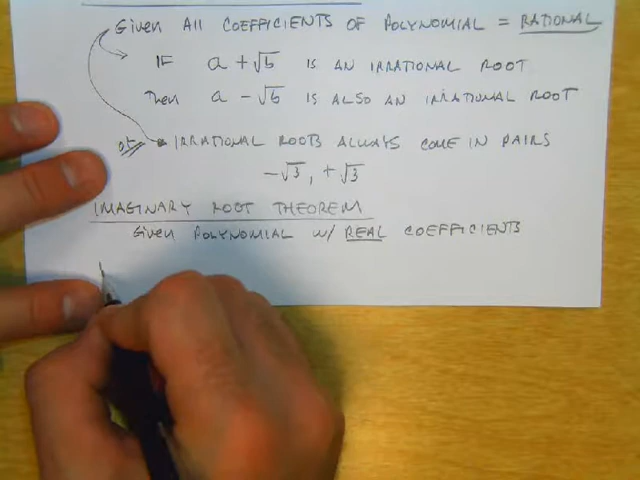 Given All COEFFICIENTS OF POLYNOMIAL = RATIONAL
IF a + √b IS AN IRRATIONAL ROOT
Then a - √b IS ALSO AN IRRATIONAL ROOT
or IRRATIONAL ROOTS ALWAYS COME IN PAIRS
-√3, +√3
IMAGINARY ROOT THEOREM
Given POLYNOMIAL w/ REAL COEFFICIENTS